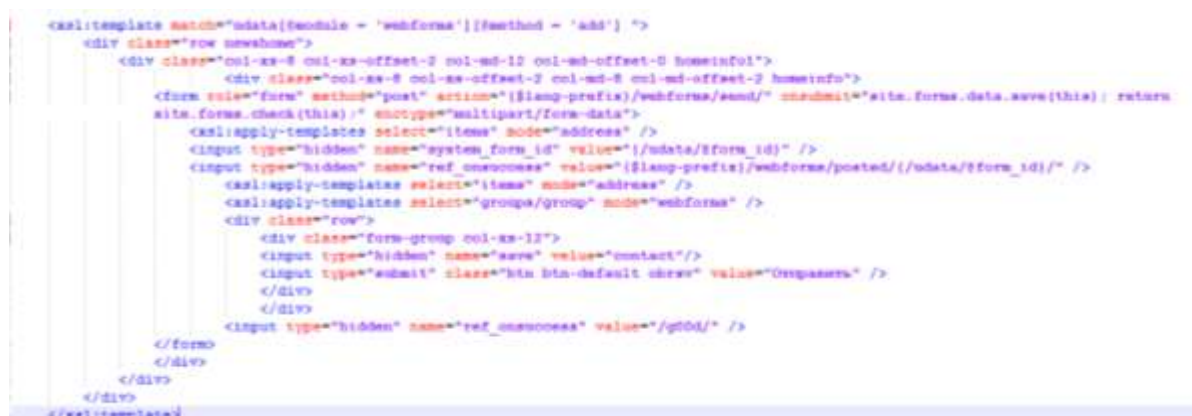 <xsl:template match="udata[@module = 'webforms'][@method = 'add'] ">
<div class="row newshome">
<div class="col-xs-8 col-xs-offset-2 col-md-12 col-md-offset-0 homeinfo1">
<div class="col-xs-8 col-xs-offset-2 col-md-8 col-md-offset-2 homeinfo">
<form role="form" method="post" action="{$lang-prefix}/webforms/send/" onsubmit="site.forms.data.save(this); return
site.forms.check(this);" enctype="multipart/form-data">
<xsl:apply-templates select="items" mode="address" />
<input type="hidden" name="system_form_id" value="{/udata/@form_id}" />
<input type="hidden" name="ref_onsuccess" value="{$lang-prefix}/webforms/posted/{/udata/@form_id}/" />
<xsl:apply-templates select="items" mode="address" />
<xsl:apply-templates select="groups/group" mode="webforms" />
<div class="row">
<div class="form-group col-xs-12">
<input type="hidden" name="save" value="contact"/>
<input type="submit" class="btn btn-default obrsv" value="Отправить" />
</div>
</div>
<input type="hidden" name="ref_onsuccess" value="/g00d/" />
</form>
</div>
</div>
</div>
</xsl:template>